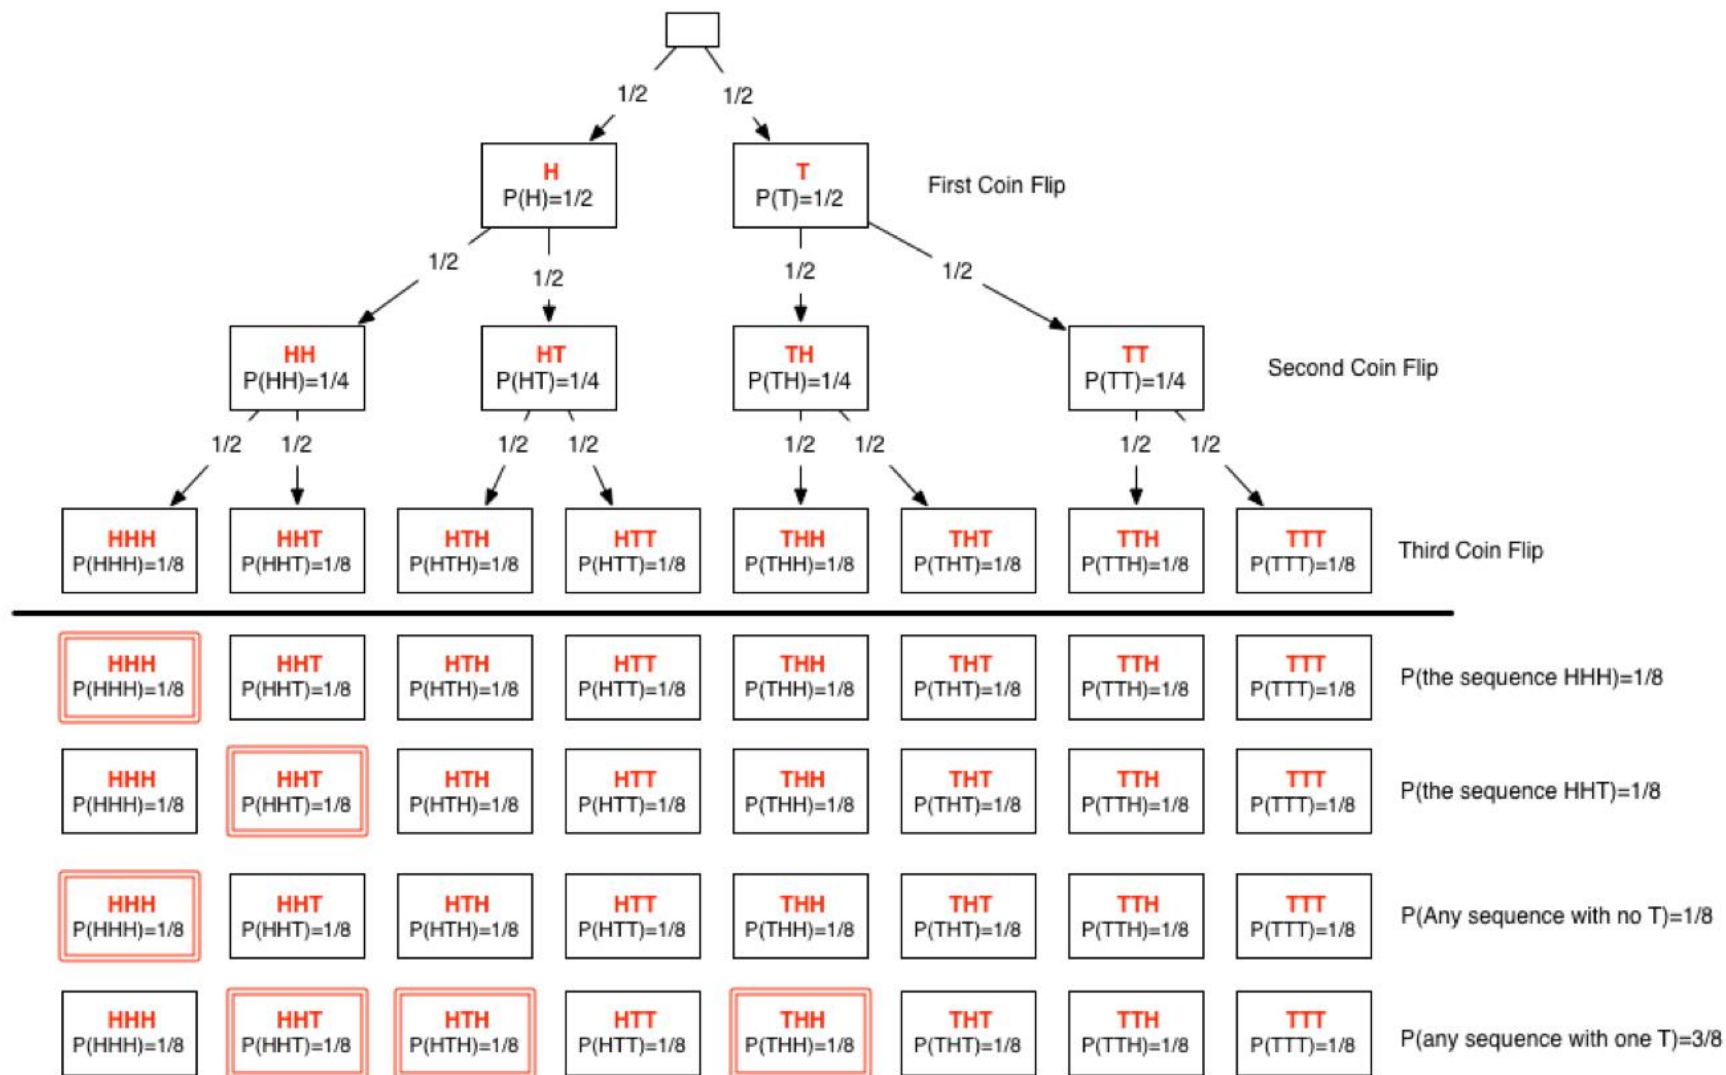 1/2 1/2
H T
P(H)=1/2 P(T)=1/2 First Coin Flip
1/2 1/2 1/2 1/2
HH HT TH TT
P(HH)=1/4 P(HT)=1/4 P(TH)=1/4 P(TT)=1/4 Second Coin Flip
1/2 1/2 1/2 1/2 1/2 1/2 1/2 1/2
HHH HHT HTH HTT THH THT TTH TTT
P(HHH)=1/8 P(HHT)=1/8 P(HTH)=1/8 P(HTT)=1/8 P(THH)=1/8 P(THT)=1/8 P(TTH)=1/8 P(TTT)=1/8 Third Coin Flip
HHH HHT HTH HTT THH THT TTH TTT
P(HHH)=1/8 P(HHT)=1/8 P(HTH)=1/8 P(HTT)=1/8 P(THH)=1/8 P(THT)=1/8 P(TTH)=1/8 P(TTT)=1/8 P(the sequence HHH)=1/8
HHH HHT HTH HTT THH THT TTH TTT
P(HHH)=1/8 P(HHT)=1/8 P(HTH)=1/8 P(HTT)=1/8 P(THH)=1/8 P(THT)=1/8 P(TTH)=1/8 P(TTT)=1/8 P(the sequence HHT)=1/8
HHH HHT HTH HTT THH THT TTH TTT
P(HHH)=1/8 P(HHT)=1/8 P(HTH)=1/8 P(HTT)=1/8 P(THH)=1/8 P(THT)=1/8 P(TTH)=1/8 P(TTT)=1/8 P(Any sequence with no T)=1/8
HHH HHT HTH HTT THH THT TTH TTT
P(HHH)=1/8 P(HHT)=1/8 P(HTH)=1/8 P(HTT)=1/8 P(THH)=1/8 P(THT)=1/8 P(TTH)=1/8 P(TTT)=1/8 P(any sequence with one T)=3/8